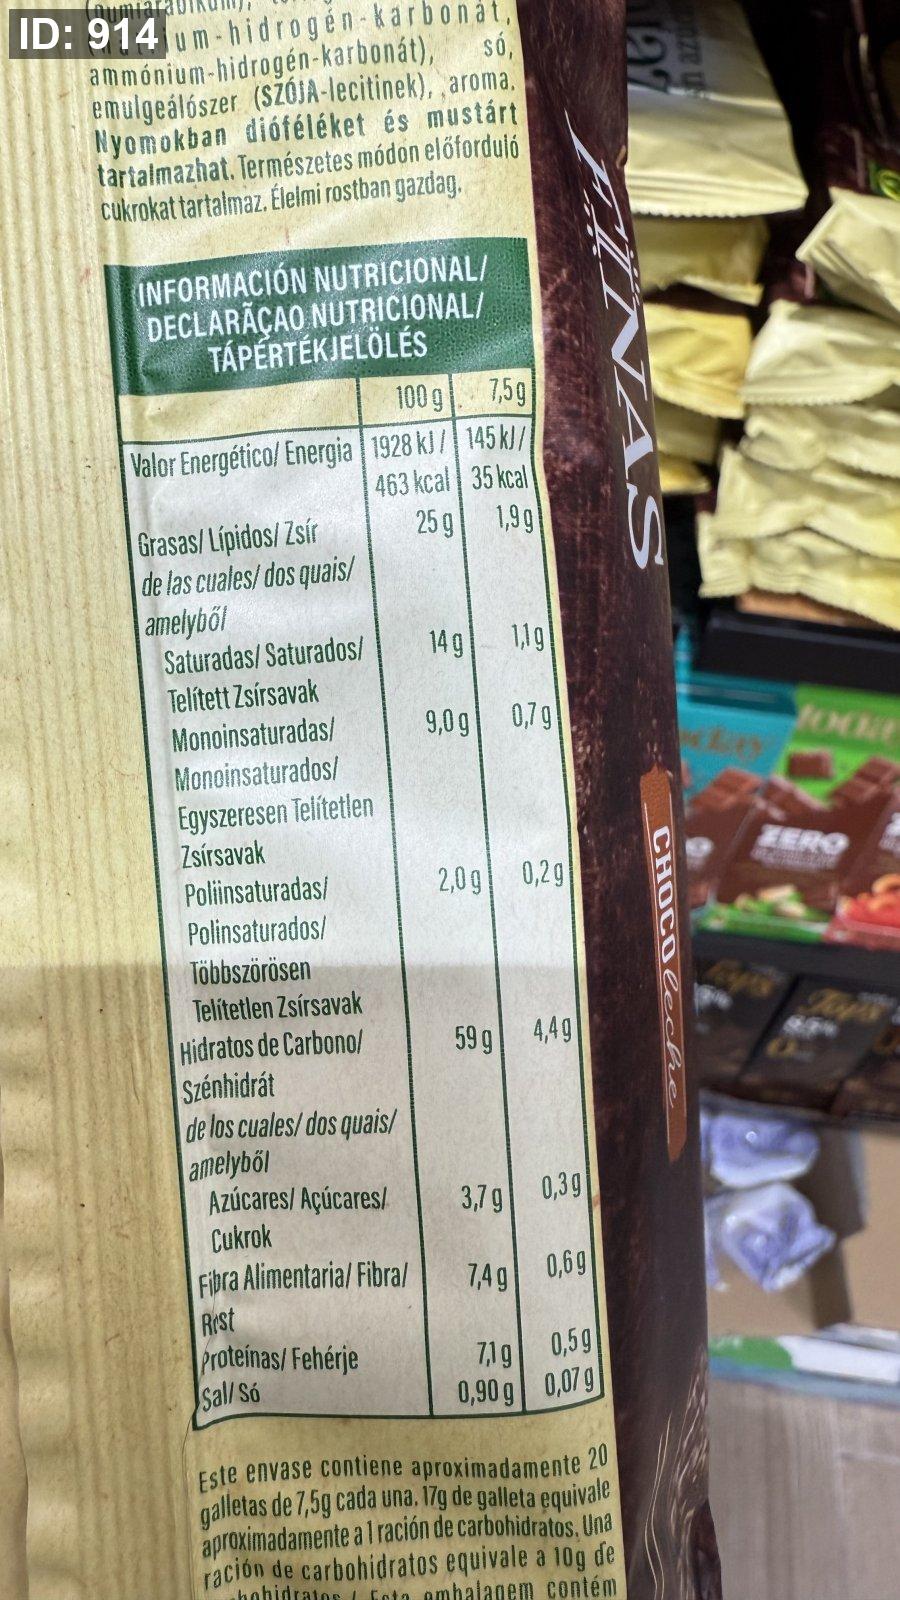 ID: 914
ammónium-hidrogén-karbonát), só,
emulgeálószer (SZÓJA-lecitinek), aroma.
Nyomokban dióféléket és mustárt
tartalmazhat. Természetes módon előforduló
cukrokat tartalmaz. Élelmi rostban gazdag.
INFORMACIÓN NUTRICIONAL/
DECLARÃÇAO NUTRICIONAL/
TÁPÉRTÉKJELÖLÉS
100 g 7,5 g
Valor Energético/ Energia 1928 kJ / 145 kJ /
463 kcal 35 kcal
Grasas/ Lípidos/ Zsír 25 g 1,9 g
de las cuales/ dos quais/
amelyből
Saturadas/ Saturados/ 14 g 1,1 g
Telített Zsírsavak
Monoinsaturadas/ 9,0 g 0,7 g
Monoinsaturados/
Egyszeresen Telítetlen
Zsírsavak
Poliinsaturadas/ 2,0 g 0,2 g
Polinsaturados/
Többszörösen
Telítetlen Zsírsavak
Hidratos de Carbono/ 59 g 4,4 g
Szénhidrát
de los cuales/ dos quais/
amelyből
Azúcares/ Açúcares/ 3,7 g 0,3 g
Cukrok
Fibra Alimentaria/ Fibra/ 7,4 g 0,6 g
Rost
Proteínas/ Fehérje 7,1 g 0,5 g
Sal/ Só 0,90 g 0,07 g
Este envase contiene aproximadamente 20
galletas de 7,5g cada una. 17g de galleta equivale
aproximadamente a 1 ración de carbohidratos. Una
ración de carbohidratos equivale a 10g de
Esta embalagem contém
CHOCO leche
ZERO